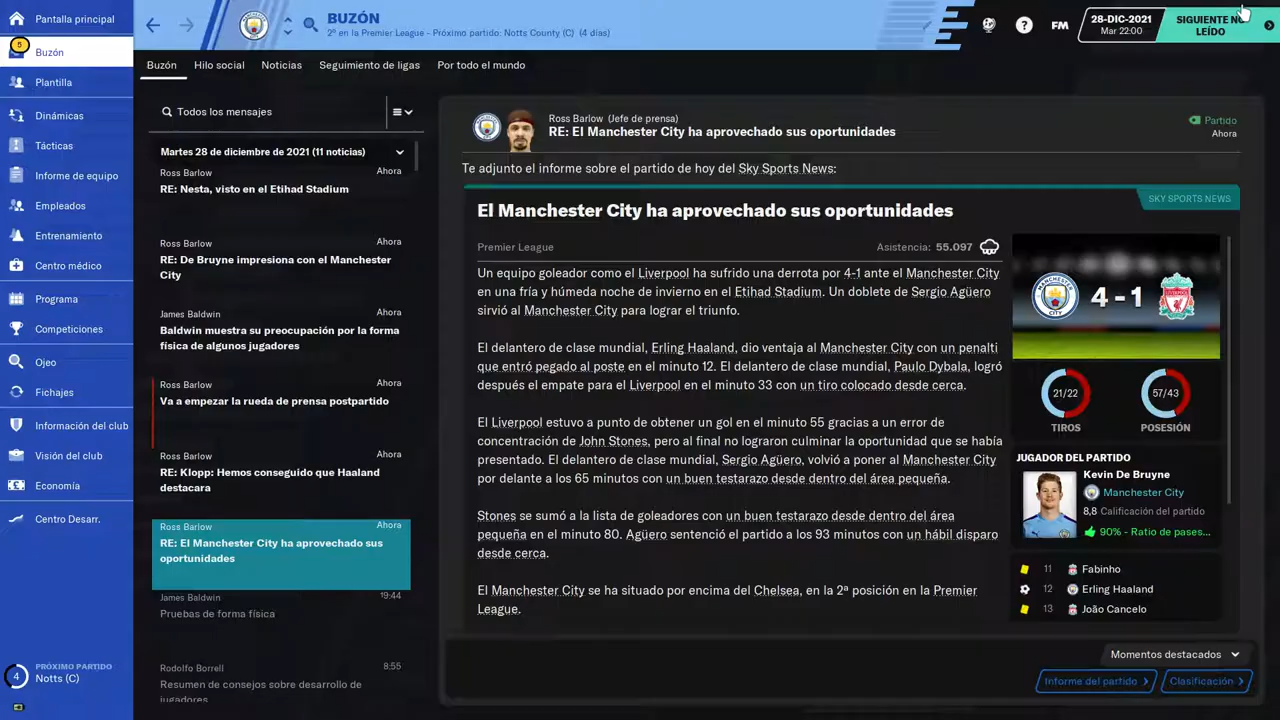 Pantalla principal
5
Buzón
Plantilla
Dinámicas
Tácticas
Informe de equipo
Empleados
Entrenamiento
Centro médico
Programa
Competiciones
Ojeo
Fichajes
Información del club
Visión del club
Economía
Centro Desarr.
4
PRÓXIMO PARTIDO
Notts (C)
BUZÓN
2º en la Premier League - Próximo partido: Notts County (C) (4 días)
?
FM
28-DIC-2021
Mar 22:00
SIGUIENTE NO
LEÍDO
Buzón
Hilo social
Noticias
Seguimiento de ligas
Por todo el mundo
Todos los mensajes
Martes 28 de diciembre de 2021 (11 noticias)
Ross Barlow
Ahora
RE: Nesta, visto en el Etihad Stadium
Ross Barlow
Ahora
RE: De Bruyne impresiona con el Manchester
City
James Baldwin
Ahora
Baldwin muestra su preocupación por la forma
física de algunos jugadores
Ross Barlow
Ahora
Va a empezar la rueda de prensa postpartido
Ross Barlow
Ahora
RE: Klopp: Hemos conseguido que Haaland
destacara
Ross Barlow
Ahora
RE: El Manchester City ha aprovechado sus
oportunidades
James Baldwin
19:44
Pruebas de forma física
Rodolfo Borrell
8:55
Resumen de consejos sobre desarrollo de
jugadores
Ross Barlow (Jefe de prensa)
RE: El Manchester City ha aprovechado sus oportunidades
Partido
Ahora
Te adjunto el informe sobre el partido de hoy del Sky Sports News:
SKY SPORTS NEWS
El Manchester City ha aprovechado sus oportunidades
Premier League
Asistencia: 55.097
Un equipo goleador como el Liverpool ha sufrido una derrota por 4-1 ante el Manchester City
en una fría y húmeda noche de invierno en el Etihad Stadium. Un doblete de Sergio Agüero
sirvió al Manchester City para lograr el triunfo.
El delantero de clase mundial, Erling Haaland, dio ventaja al Manchester City con un penalti
que entró pegado al poste en el minuto 12. El delantero de clase mundial, Paulo Dybala, logró
después el empate para el Liverpool en el minuto 33 con un tiro colocado desde cerca.
El Liverpool estuvo a punto de obtener un gol en el minuto 55 gracias a un error de
concentración de John Stones, pero al final no lograron culminar la oportunidad que se había
presentado. El delantero de clase mundial, Sergio Agüero, volvió a poner al Manchester City
por delante a los 65 minutos con un buen testarazo desde dentro del área pequeña.
Stones se sumó a la lista de goleadores con un buen testarazo desde dentro del área
pequeña en el minuto 80. Agüero sentenció el partido a los 93 minutos con un hábil disparo
desde cerca.
El Manchester City se ha situado por encima del Chelsea, en la 2ª posición en la Premier
League.
4 - 1
21/22
57/43
TIROS
POSESIÓN
JUGADOR DEL PARTIDO
Kevin De Bruyne
Manchester City
8,8 Calificación del partido
90% - Ratio de pases...
11 Fabinho
12 Erling Haaland
13 João Cancelo
Momentos destacados
Informe del partido
Clasificación